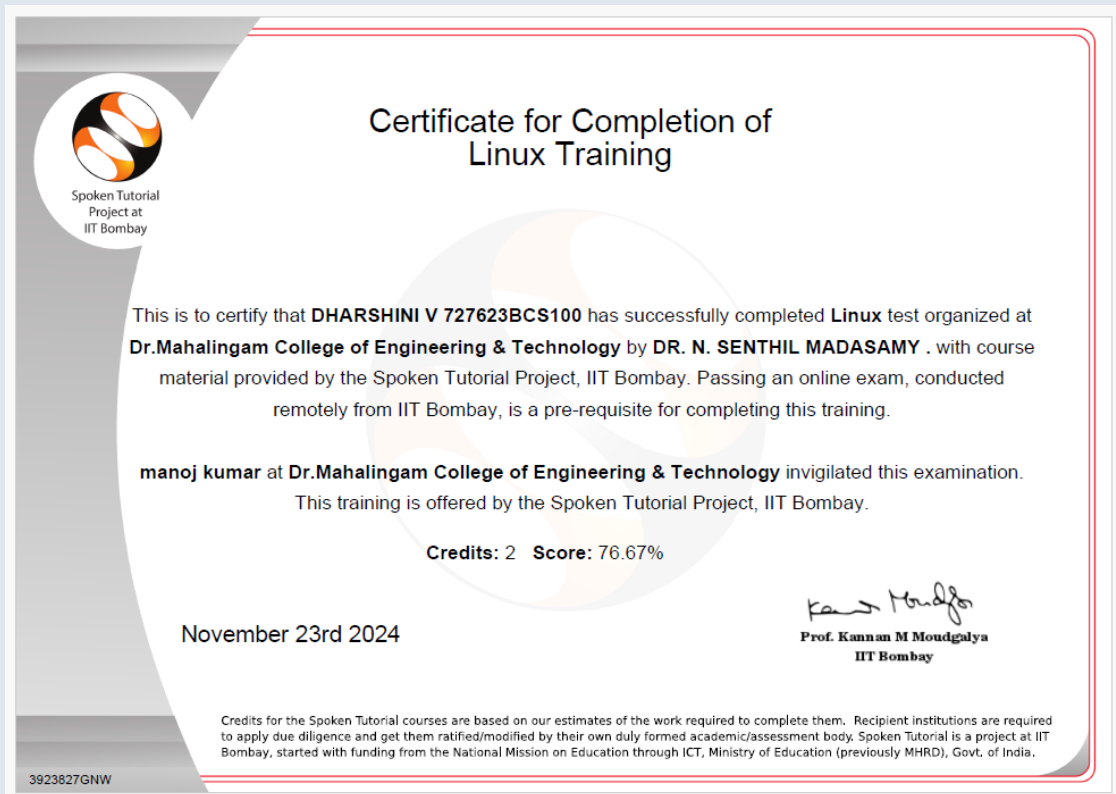 Spoken Tutorial
Project at
IIT Bombay
Certificate for Completion of
Linux Training
This is to certify that DHARSHINI V 727623BCS100 has successfully completed Linux test organized at
Dr.Mahalingam College of Engineering & Technology by DR. N. SENTHIL MADASAMY . with course
material provided by the Spoken Tutorial Project, IIT Bombay. Passing an online exam, conducted
remotely from IIT Bombay, is a pre-requisite for completing this training.
manoj kumar at Dr.Mahalingam College of Engineering & Technology invigilated this examination.
This training is offered by the Spoken Tutorial Project, IIT Bombay.
Credits: 2 Score: 76.67%
November 23rd 2024
Prof. Kannan M Moudgalya
IIT Bombay
Credits for the Spoken Tutorial courses are based on our estimates of the work required to complete them. Recipient institutions are required
to apply due diligence and get them ratified/modified by their own duly formed academic/assessment body. Spoken Tutorial is a project at IIT
Bombay, started with funding from the National Mission on Education through ICT, Ministry of Education (previously MHRD), Govt. of India.
3923827GNW